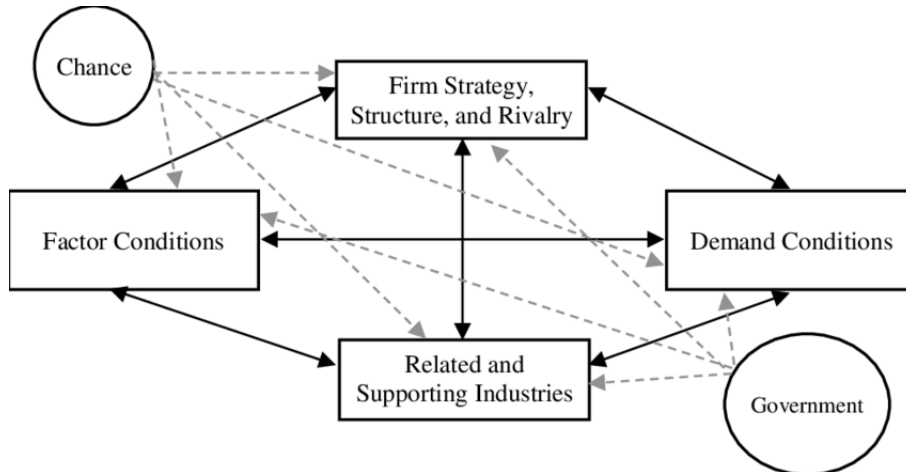 Chance
Firm Strategy,
Structure, and Rivalry
Factor Conditions
Demand Conditions
Related and
Supporting Industries
Government